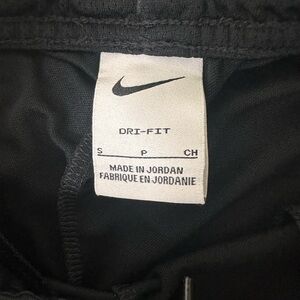 DRI-FIT
S P CH
MADE IN JORDAN
FABRIQUE EN JORDANIE